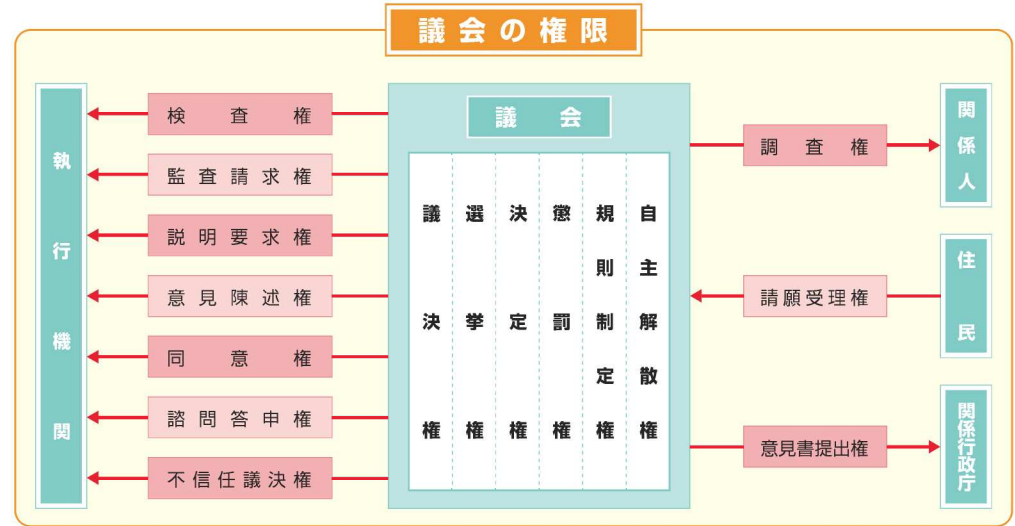 議会の権限
執行機関
検査権
監査請求権
説明要求権
意見陳述権
同意権
諮問答申権
不信任議決権
議会
議決権
選挙権
決定権
懲罰権
規則制定権
自主解散権
調査権
請願受理権
意見書提出権
関係人
住民
関係行政庁